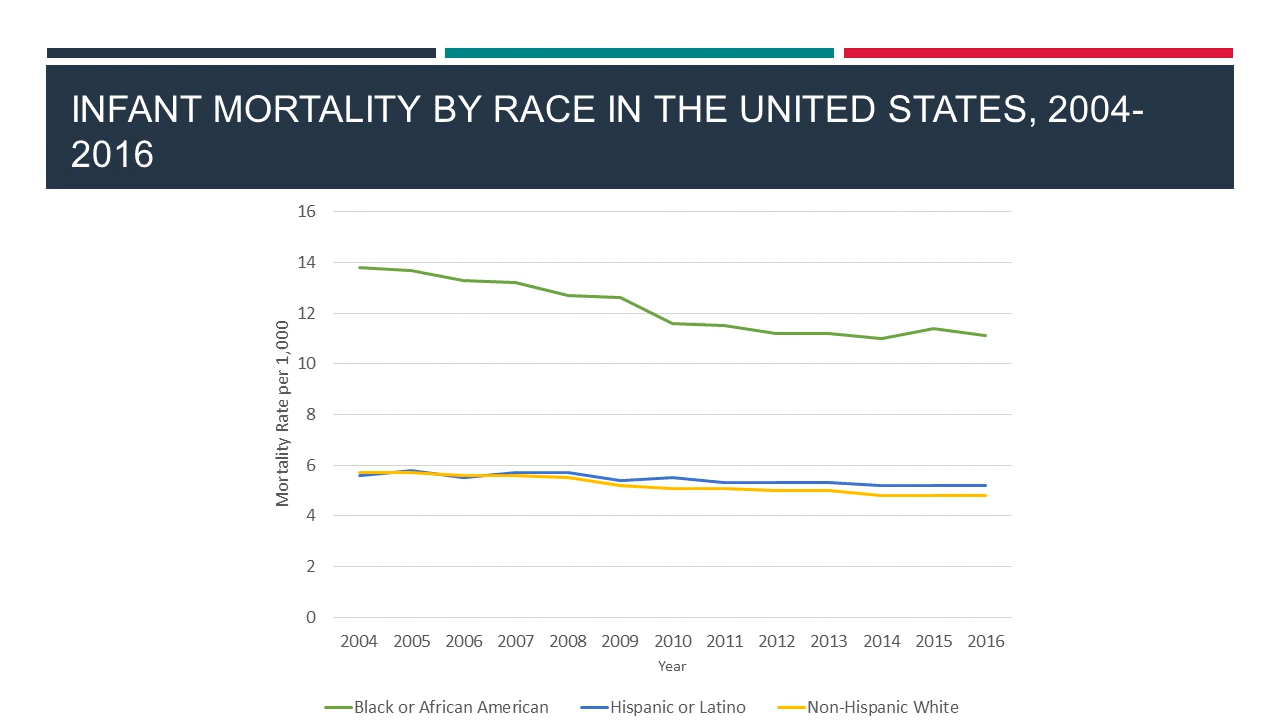 INFANT MORTALITY BY RACE IN THE UNITED STATES, 2004-
2016
16
14
12
10
8
6
4
2
0
Mortality Rate per 1,000
2004 2005 2006 2007 2008 2009 2010 2011 2012 2013 2014 2015 2016
Year
Black or African American Hispanic or Latino Non-Hispanic White